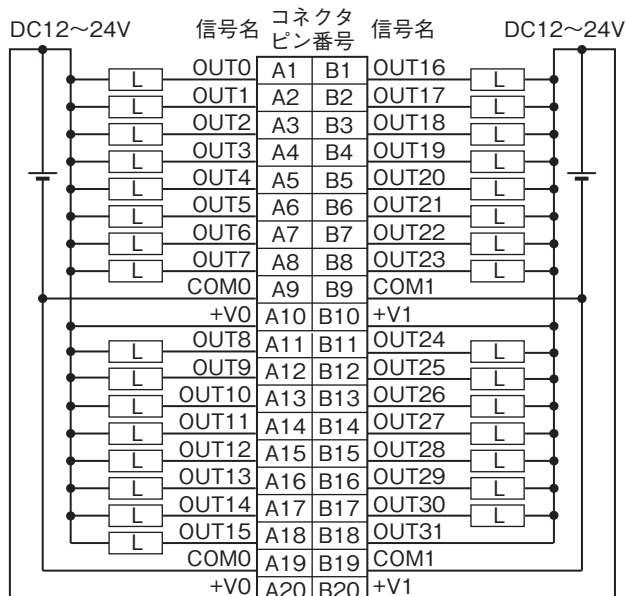 DC12～24V 信号名 コネクタ ピン番号 信号名 DC12～24V
L OUT0 A1 B1 OUT16 L
L OUT1 A2 B2 OUT17 L
L OUT2 A3 B3 OUT18 L
L OUT3 A4 B4 OUT19 L
L OUT4 A5 B5 OUT20 L
L OUT5 A6 B6 OUT21 L
L OUT6 A7 B7 OUT22 L
L OUT7 A8 B8 OUT23 L
COM0 A9 B9 COM1
+V0 A10 B10 +V1
L OUT8 A11 B11 OUT24 L
L OUT9 A12 B12 OUT25 L
L OUT10 A13 B13 OUT26 L
L OUT11 A14 B14 OUT27 L
L OUT12 A15 B15 OUT28 L
L OUT13 A16 B16 OUT29 L
L OUT14 A17 B17 OUT30 L
L OUT15 A18 B18 OUT31
COM0 A19 B19 COM1
+V0 A20 B20 +V1